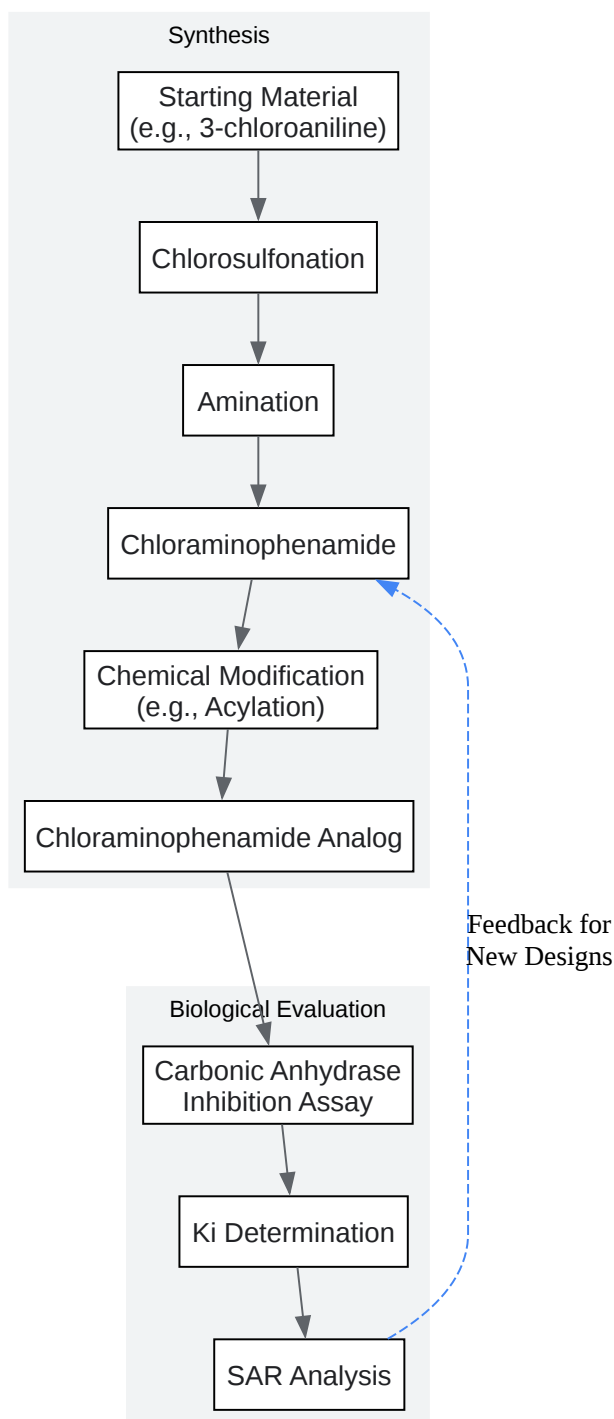 Synthesis
Starting Material
(e.g., 3-chloroaniline)
Chlorosulfonation
Amination
Chloraminophenamide
Chemical Modification
(e.g., Acylation)
Chloraminophenamide Analog
Feedback for
New Designs
Biological Evaluation
Carbonic Anhydrase
Inhibition Assay
Ki Determination
SAR Analysis